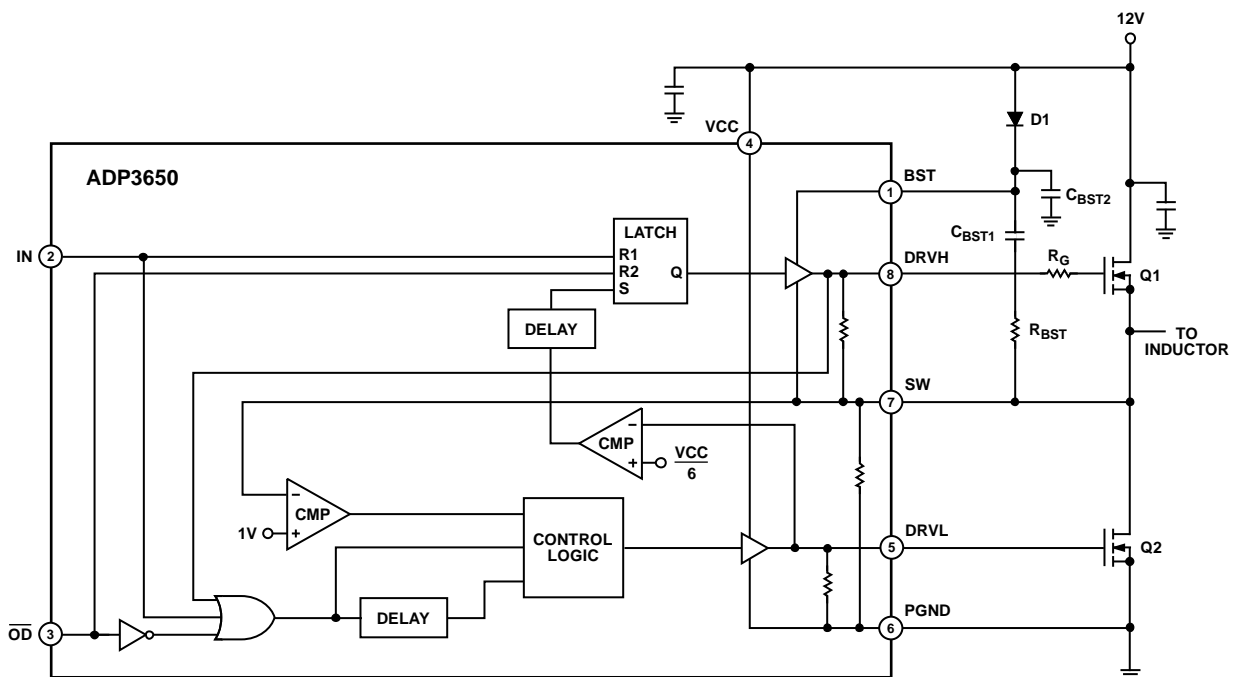 12V
D1
VCC
4
ADP3650
BST
1
CBST2
CBST1
LATCH
IN
2
R1
R2
S
Q
DRVH
8
RG
Q1
DELAY
RBST
TO
INDUCTOR
SW
7
CMP
−
+
VCC
6
−
CMP
1V
+
CONTROL
LOGIC
DRVL
5
Q2
DELAY
OD
3
PGND
6